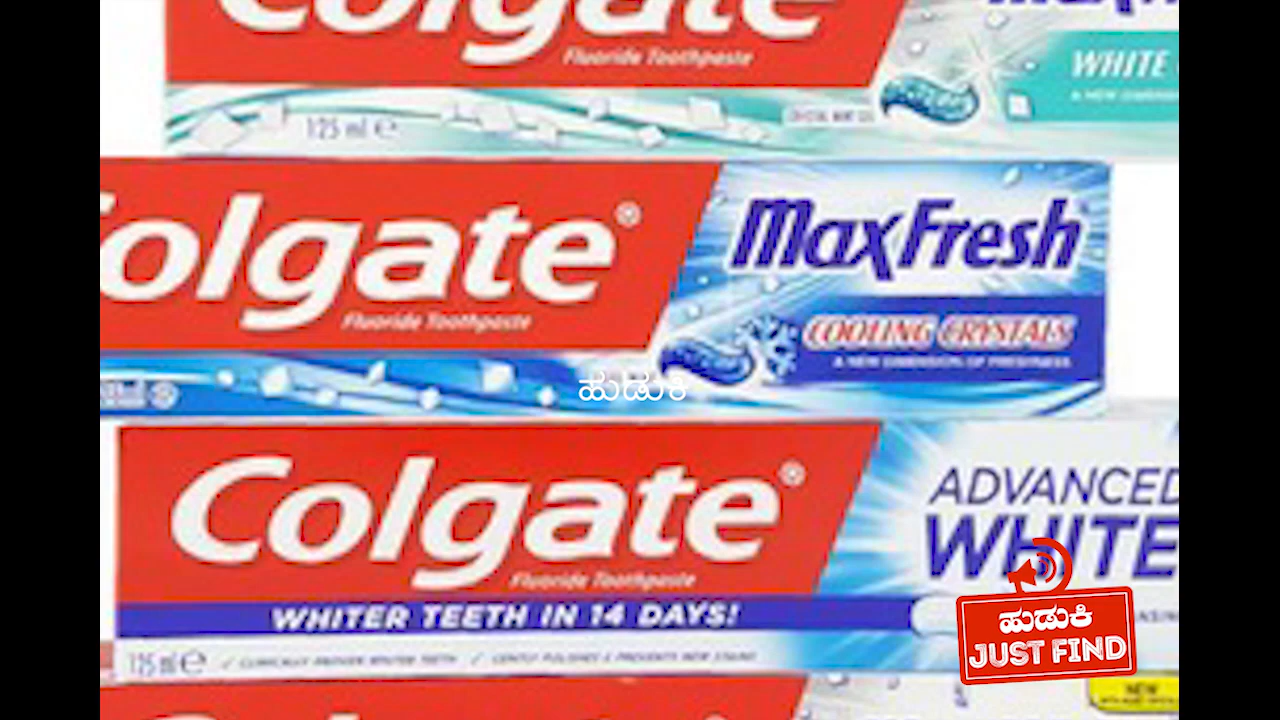 Colgate
Fluoride Toothpaste
WHITE
125 ml e
Colgate®
Fluoride Toothpaste
MaxFresh
COOLING CRYSTALS
A NEW DIMENSION OF FRESHNESS
ಹುಡುಕಿ
Colgate®
Fluoride Toothpaste
ADVANCED
WHITE
WHITER TEETH IN 14 DAYS!
125 ml e
ಹುಡುಕಿ
JUST FIND
NEW